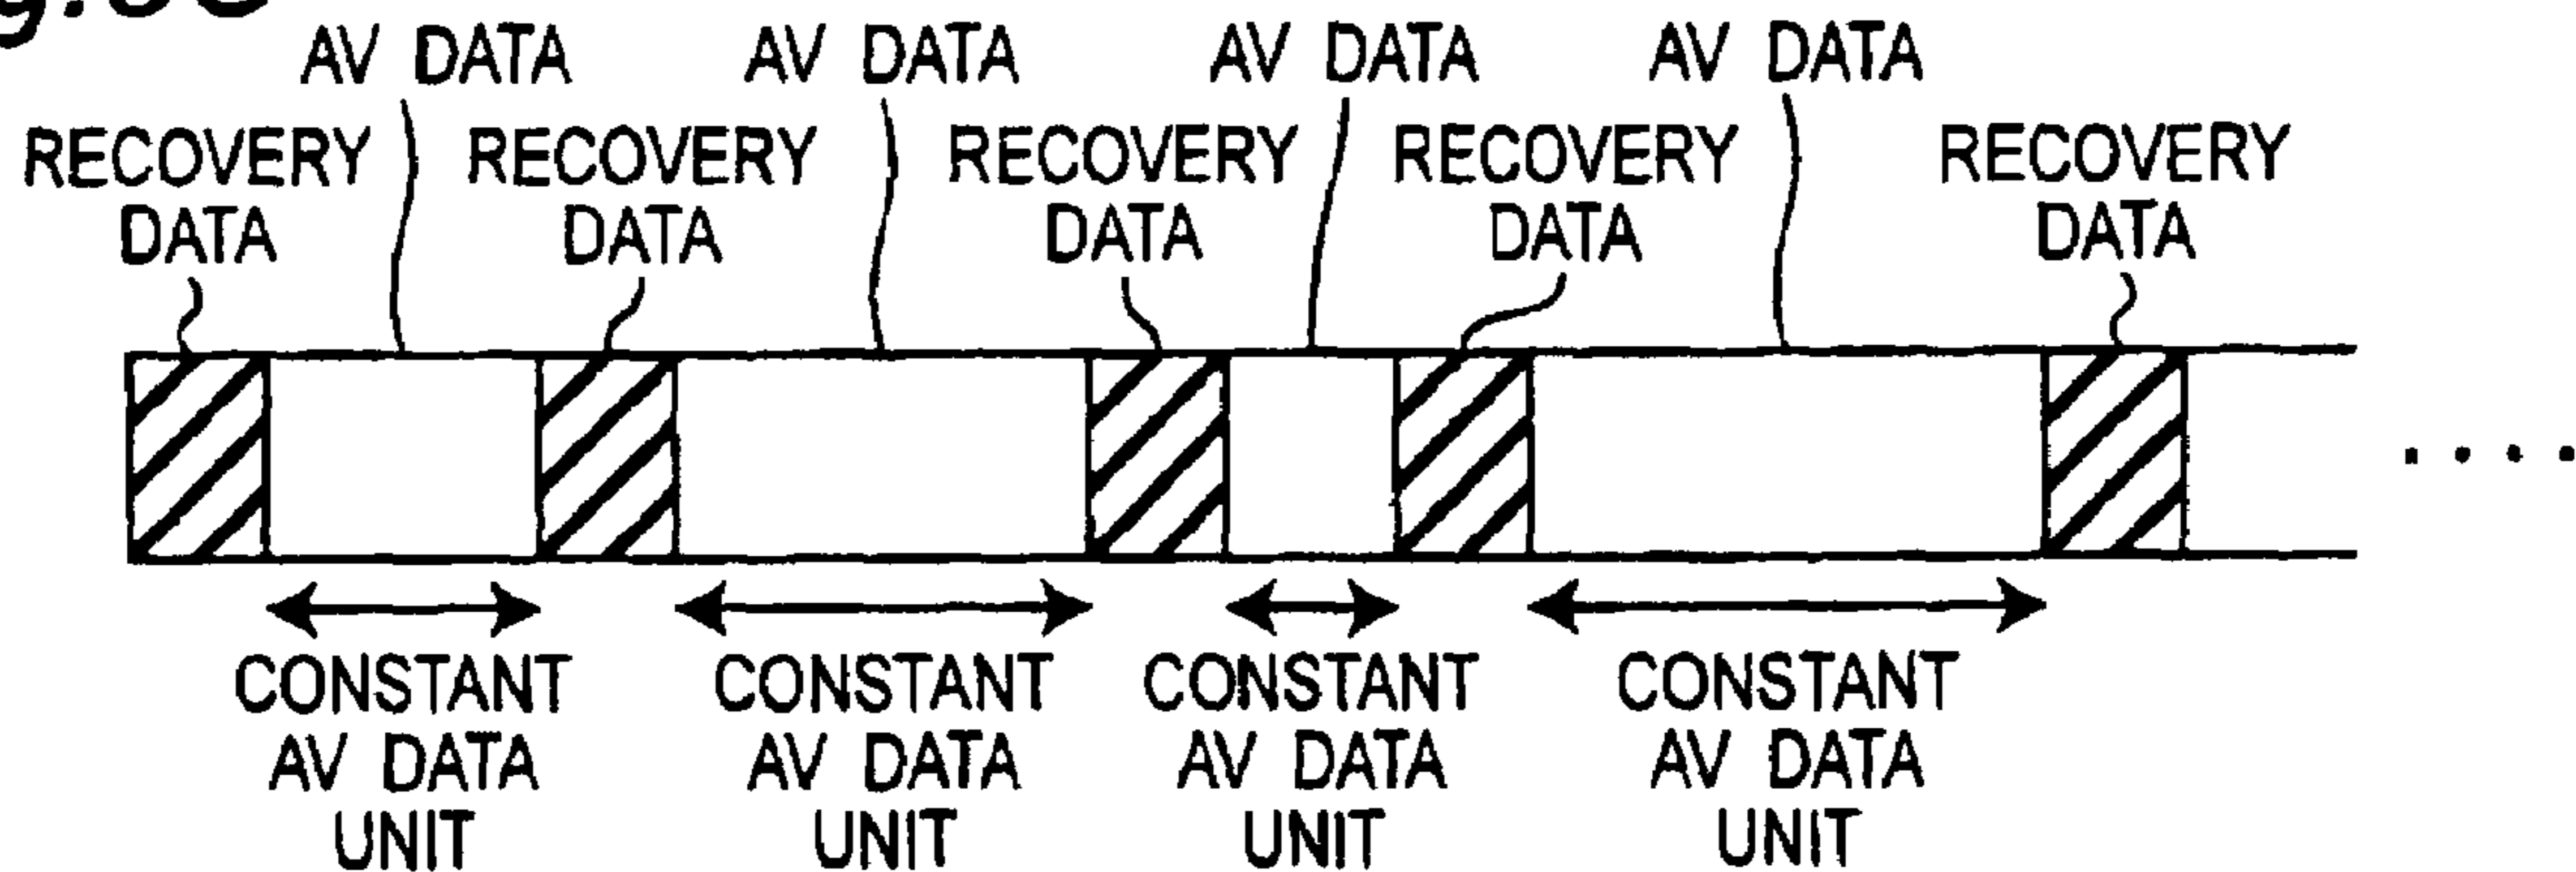 AV DATA AV DATA AV DATA AV DATA
RECOVERY DATA RECOVERY DATA RECOVERY DATA RECOVERY DATA RECOVERY DATA
CONSTANT AV DATA UNIT CONSTANT AV DATA UNIT CONSTANT AV DATA UNIT CONSTANT AV DATA UNIT